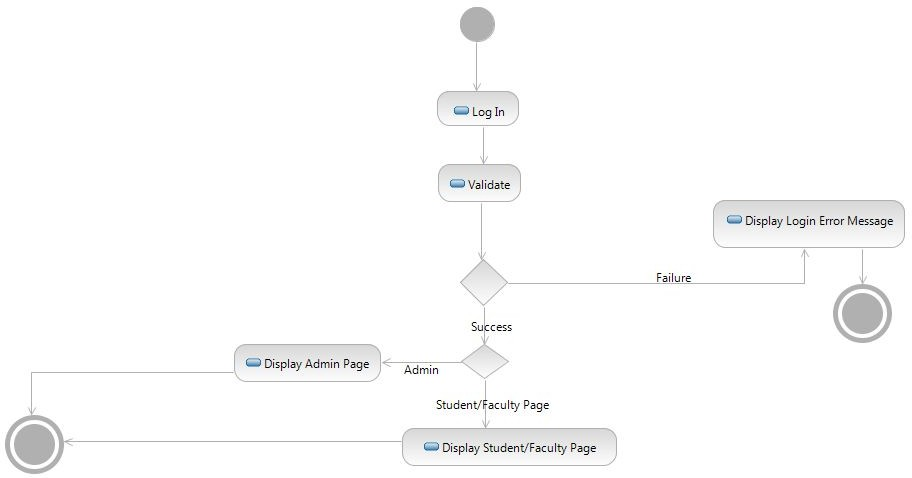 Log In
Validate
Display Login Error Message
Failure
Success
Display Admin Page
Admin
Student/Faculty Page
Display Student/Faculty Page